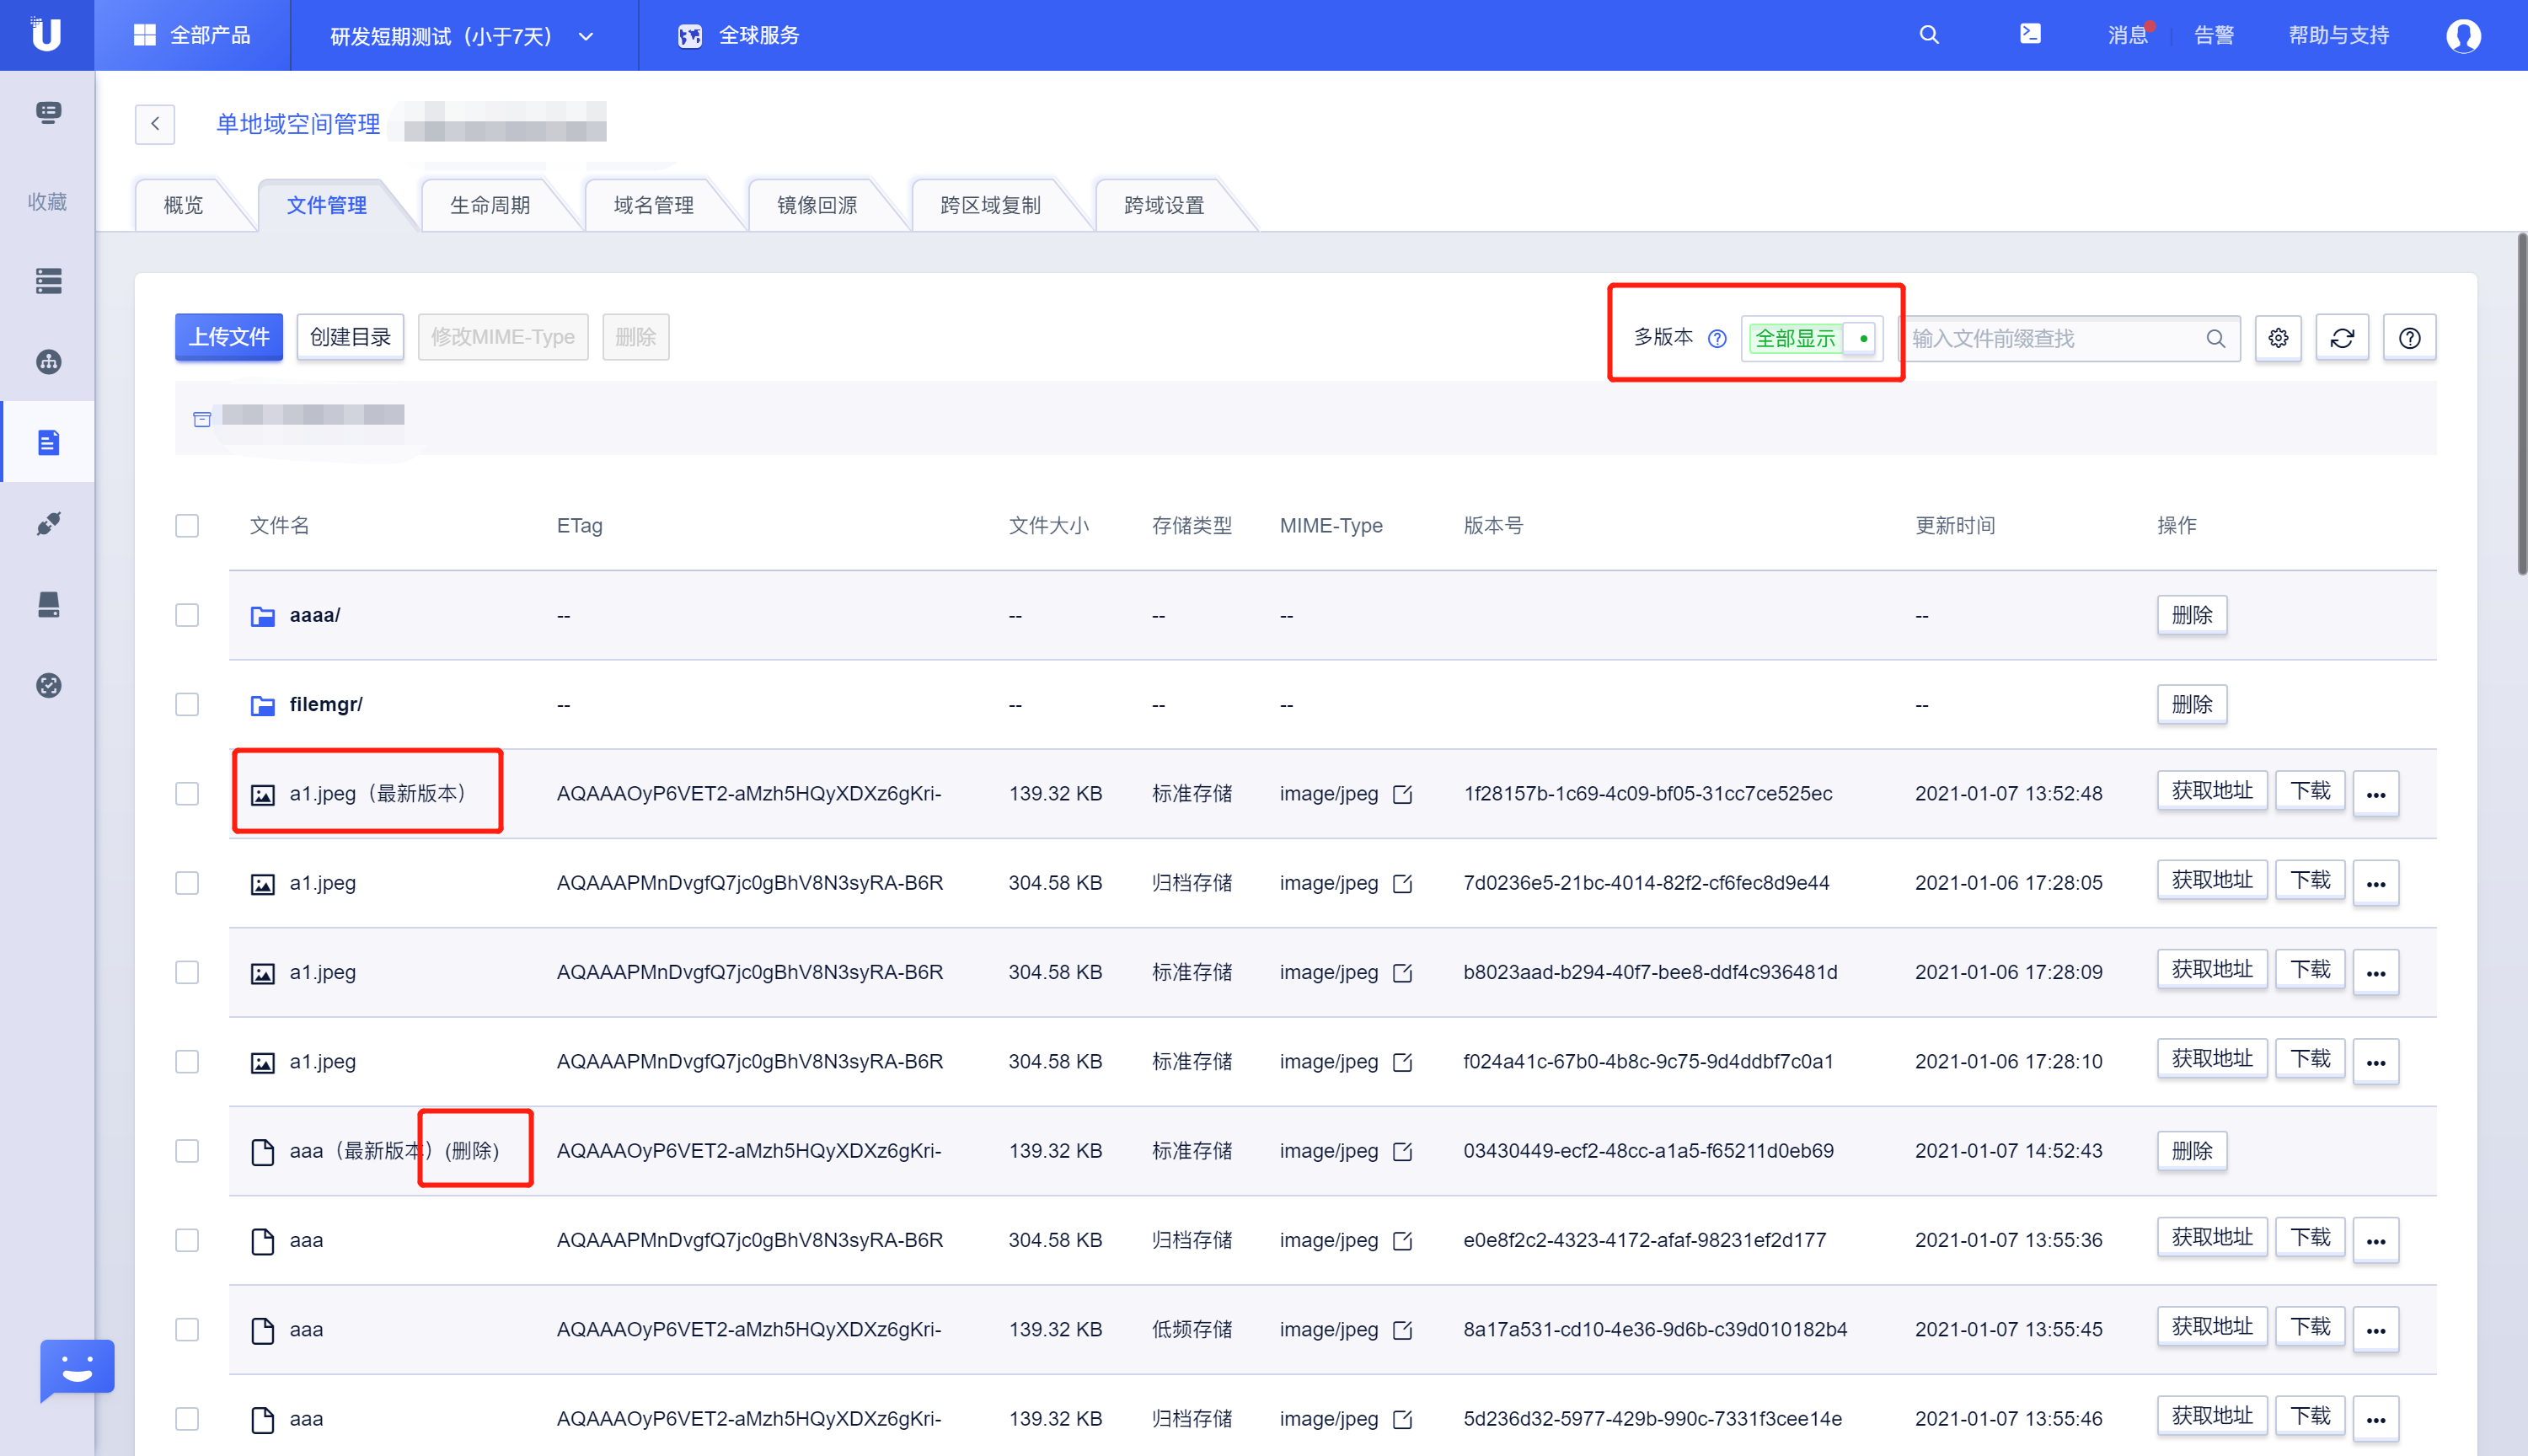 全部产品
研发短期测试（小于7天）
全球服务
消息
告警
帮助与支持
收藏
单地域空间管理
概览
文件管理
生命周期
域名管理
镜像回源
跨区域复制
跨域设置
上传文件
创建目录
修改MIME-Type
删除
多版本
全部显示
输入文件前缀查找
文件名 ETag 文件大小 存储类型 MIME-Type 版本号 更新时间 操作
aaaa/ -- -- -- -- -- 删除
filemgr/ -- -- -- -- -- 删除
a1.jpeg（最新版本） AQAAAOyP6VET2-aMzh5HQyXDXz6gKri- 139.32 KB 标准存储 image/jpeg 1f28157b-1c69-4c09-bf05-31cc7ce525ec 2021-01-07 13:52:48 获取地址 下载 ...
a1.jpeg AQAAAPMnDvgfQ7jc0gBhV8N3syRA-B6R 304.58 KB 归档存储 image/jpeg 7d0236e5-21bc-4014-82f2-cf6fec8d9e44 2021-01-06 17:28:05 获取地址 下载 ...
a1.jpeg AQAAAPMnDvgfQ7jc0gBhV8N3syRA-B6R 304.58 KB 标准存储 image/jpeg b8023aad-b294-40f7-bee8-ddf4c936481d 2021-01-06 17:28:09 获取地址 下载 ...
a1.jpeg AQAAAPMnDvgfQ7jc0gBhV8N3syRA-B6R 304.58 KB 标准存储 image/jpeg f024a41c-67b0-4b8c-9c75-9d4ddbf7c0a1 2021-01-06 17:28:10 获取地址 下载 ...
aaa（最新版本）(删除) AQAAAOyP6VET2-aMzh5HQyXDXz6gKri- 139.32 KB 标准存储 image/jpeg 03430449-ecf2-48cc-a1a5-f65211d0eb69 2021-01-07 14:52:43 删除
aaa AQAAAPMnDvgfQ7jc0gBhV8N3syRA-B6R 304.58 KB 归档存储 image/jpeg e0e8f2c2-4323-4172-afaf-98231ef2d177 2021-01-07 13:55:36 获取地址 下载 ...
aaa AQAAAOyP6VET2-aMzh5HQyXDXz6gKri- 139.32 KB 低频存储 image/jpeg 8a17a531-cd10-4e36-9d6b-c39d010182b4 2021-01-07 13:55:45 获取地址 下载 ...
aaa AQAAAOyP6VET2-aMzh5HQyXDXz6gKri- 139.32 KB 归档存储 image/jpeg 5d236d32-5977-429b-990c-7331f3cee14e 2021-01-07 13:55:46 获取地址 下载 ...